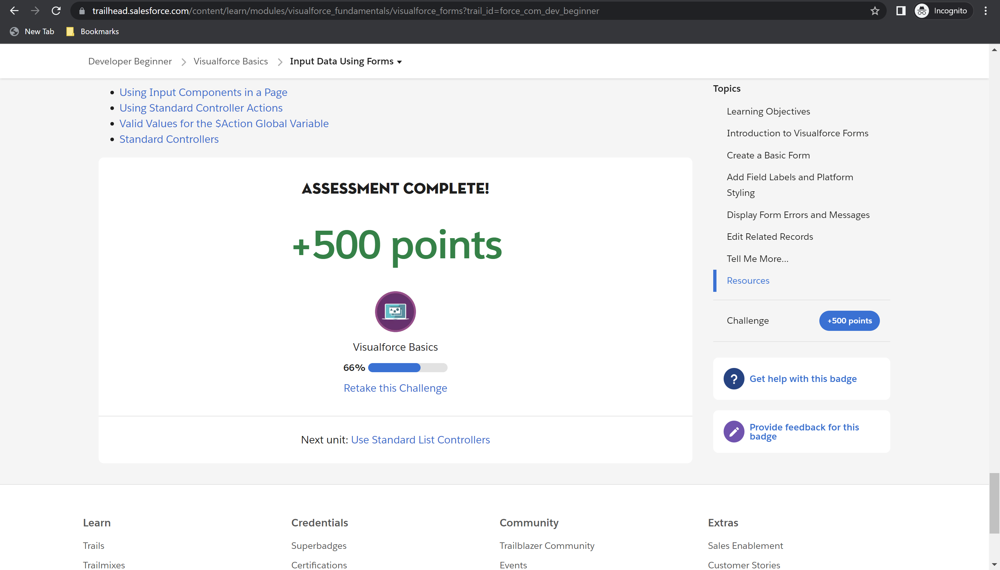 trailhead.salesforce.com/content/learn/modules/visualforce_fundamentals/visualforce_forms?trail_id=force_com_dev_beginner
Incognito
New Tab
Bookmarks
Developer Beginner
Visualforce Basics
Input Data Using Forms
Using Input Components in a Page
Using Standard Controller Actions
Valid Values for the $Action Global Variable
Standard Controllers
ASSESSMENT COMPLETE!
+500 points
Visualforce Basics
66%
Retake this Challenge
Next unit: Use Standard List Controllers
Topics
Learning Objectives
Introduction to Visualforce Forms
Create a Basic Form
Add Field Labels and Platform
Styling
Display Form Errors and Messages
Edit Related Records
Tell Me More...
Resources
Challenge
+500 points
?
Get help with this badge
Provide feedback for this
badge
Learn
Trails
Trailmixes
Credentials
Superbadges
Certifications
Community
Trailblazer Community
Events
Extras
Sales Enablement
Customer Stories